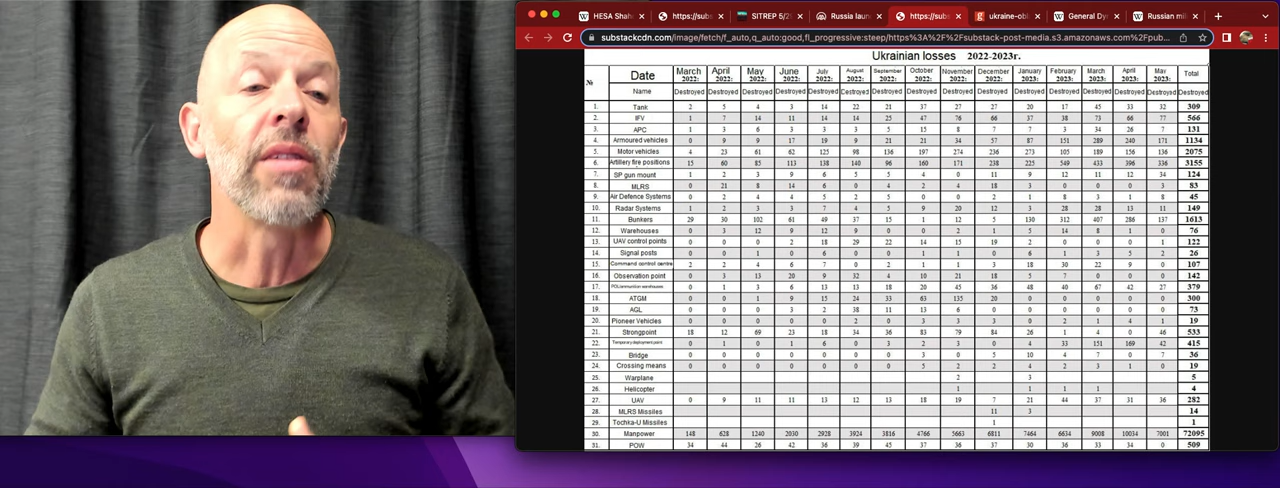 HESA Shah
https://subs
SITREP 5/2
Russia laun
https://subs
ukraine-obl
General Dy
Russian mi
substackcdn.com/image/fetch/f_auto,q_auto:good,fl_progressive:steep/https%3A%2F%2Fsubstack-post-media.s3.amazonaws.com%2Fpub...
Ukrainian losses 2022-2023г.
№ Date March 2022: April 2022: May 2022: June 2022: July 2022: August 2022: September 2022: October 2022: November 2022: December 2022: January 2023: February 2023: March 2023: April 2023: May 2023: Total
Name Destroyed Destroyed Destroyed Destroyed Destroyed Destroyed Destroyed Destroyed Destroyed Destroyed Destroyed Destroyed Destroyed Destroyed Destroyed Destroyed
1. Tank 2 5 4 3 14 22 21 37 27 27 20 17 45 33 32 309
2. IFV 1 7 14 11 14 14 25 47 76 66 37 38 73 66 77 566
3. APC 1 3 6 3 3 3 5 15 8 7 7 3 34 26 7 131
4. Armoured vehicles 0 9 9 17 19 9 21 21 34 57 87 151 289 240 171 1134
5. Motor vehicles 4 23 61 62 125 98 136 197 274 236 273 105 189 156 136 2075
6. Artillery fire positions 15 60 85 113 138 140 96 160 171 238 225 549 433 396 336 3155
7. SP gun mount 1 2 3 9 6 5 5 4 0 11 9 12 11 12 34 124
8. MLRS 0 21 8 14 6 0 4 2 4 18 3 0 0 0 3 83
9. Air Defence Systems 0 2 4 4 5 2 5 0 0 2 1 8 3 1 8 45
10. Radar Systems 1 2 3 3 7 4 5 9 20 12 3 28 28 13 11 149
11. Bunkers 29 30 102 61 49 37 15 1 12 5 130 312 407 286 137 1613
12. Warehouses 0 3 12 9 12 9 0 0 2 1 5 14 8 1 0 76
13. UAV control points 0 0 0 2 18 29 22 14 15 19 2 0 0 0 1 122
14. Signal posts 0 0 1 0 6 0 0 1 1 0 6 1 3 5 2 26
15. Command control centre 2 2 4 6 7 0 2 1 1 3 18 30 22 9 0 107
16. Observation point 0 3 13 20 9 32 4 10 21 18 5 7 0 0 0 142
17. 0 1 3 6 13 13 18 20 45 36 48 40 67 42 27 379
18. ATGM 0 0 1 9 15 24 33 63 135 20 0 0 0 0 0 300
19. AGL 0 0 0 3 2 38 11 13 6 0 0 0 0 0 0 73
20. Pioneer Vehicles 0 0 0 0 0 2 0 3 3 3 0 2 1 4 1 19
21. Strongpoint 18 12 69 23 18 34 36 83 79 84 26 1 4 0 46 533
22. Temporary deployment point 0 1 0 1 6 0 3 2 3 0 4 33 151 169 42 415
23. Bridge 0 0 0 0 0 0 0 3 0 5 10 4 7 0 7 36
24. Crossing means 0 0 0 0 0 0 0 5 2 2 4 2 3 1 0 19
25. Warplane 2 3 5
26. Helicopter 1 1 1 1 4
27. UAV 0 9 11 11 13 12 13 18 19 7 21 44 37 31 36 282
28. MLRS Missiles 11 3 14
29. Tochka-U Missiles 1 1
30. Manpower 148 628 1240 2030 2928 3924 3816 4766 5663 6811 7464 6634 9008 10034 7001 72095
31. POW 34 44 26 42 36 39 45 37 36 37 30 36 33 34 0 509